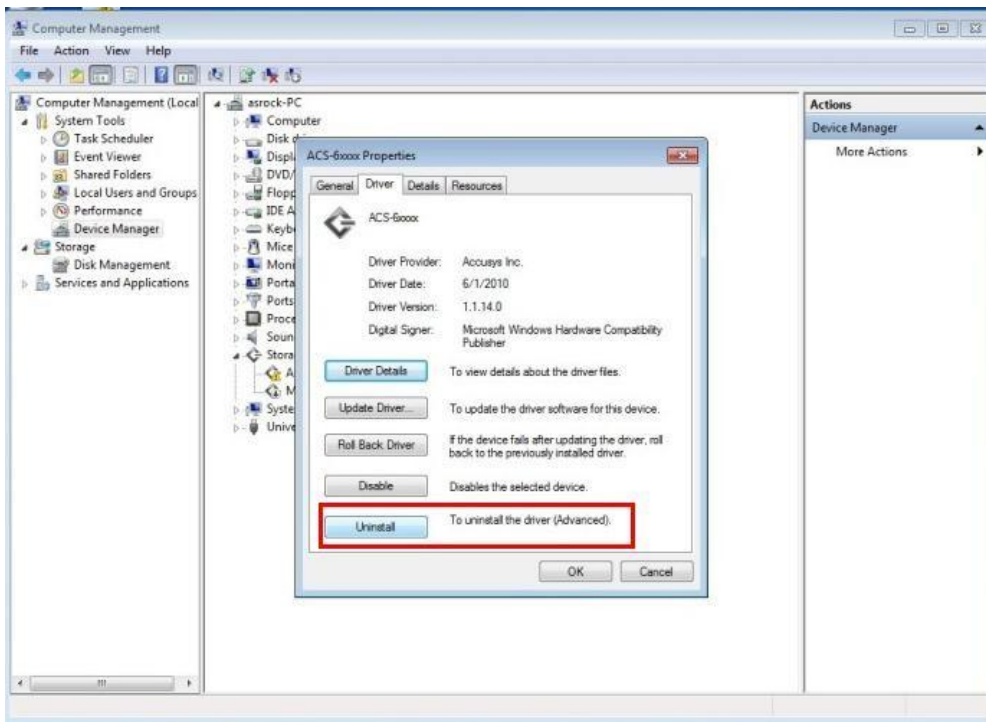 Computer Management
File Action View Help
Computer Management (Local
System Tools
Task Scheduler
Event Viewer
Shared Folders
Local Users and Groups
Performance
Device Manager
Storage
Disk Management
Services and Applications
asrock-PC
Computer
Disk d
Displ
DVD/
Flopp
IDE A
Keyb
Mice
Moni
Porta
Ports
Proce
Soun
Stora
A
M
Syste
Unive
ACS-6xxxx Properties
General Driver Details Resources
ACS-6xxxx
Driver Provider: Accusys Inc.
Driver Date: 6/1/2010
Driver Version: 1.1.14.0
Digital Signer: Microsoft Windows Hardware Compatibility
Publisher
Driver Details To view details about the driver files.
Update Driver... To update the driver software for this device.
Roll Back Driver If the device fails after updating the driver, roll
back to the previously installed driver.
Disable Disables the selected device.
Uninstall To uninstall the driver (Advanced).
OK Cancel
Actions
Device Manager
More Actions